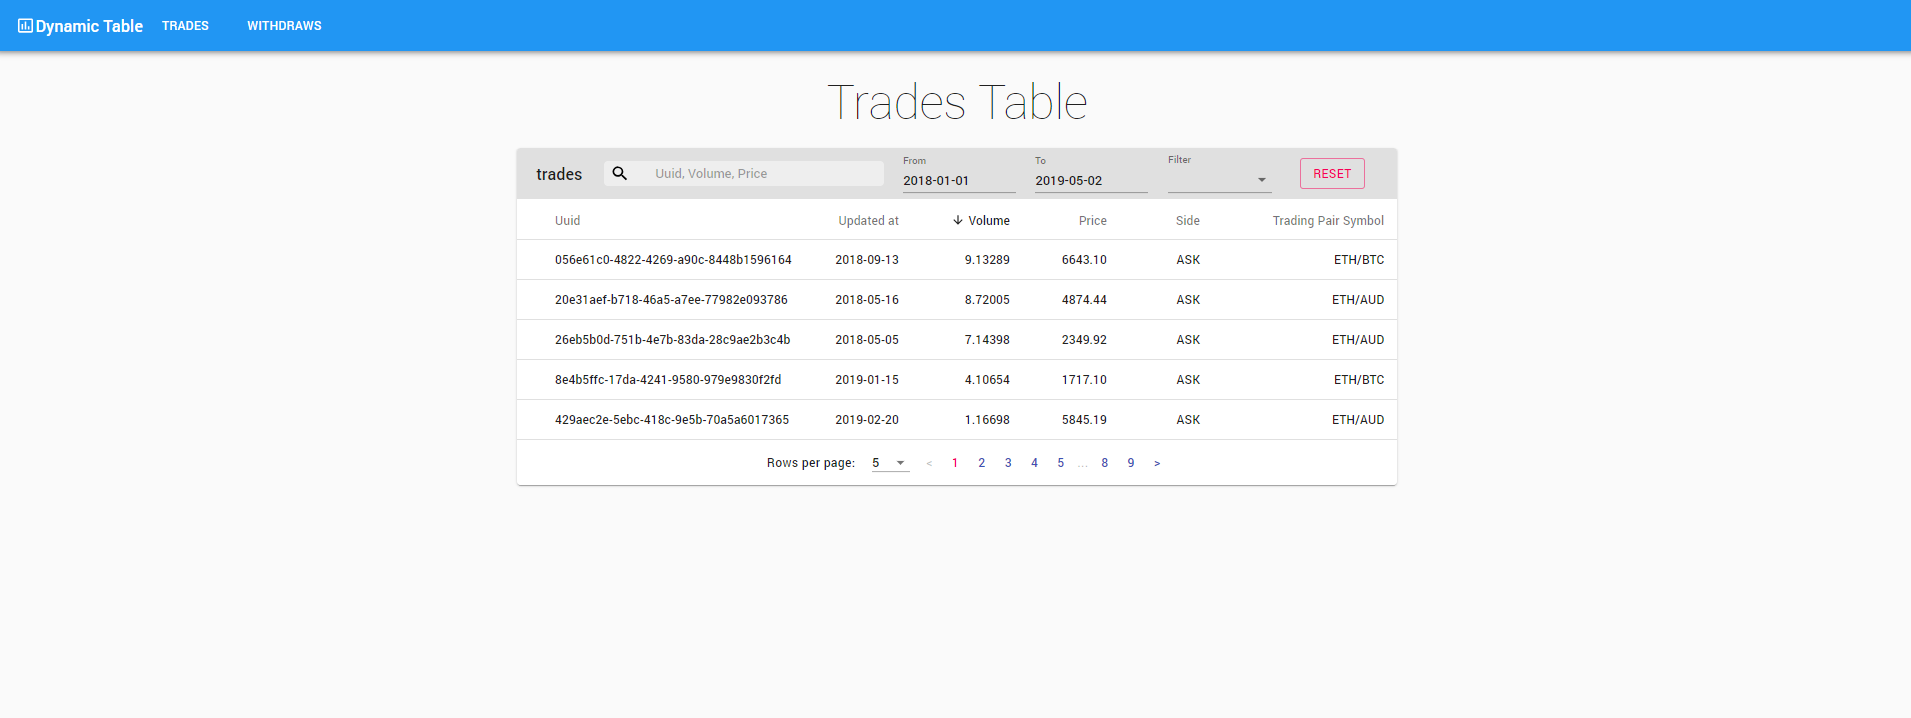 Dynamic Table TRADES WITHDRAWS
Trades Table
trades Uuid, Volume, Price From 2018-01-01 To 2019-05-02 Filter RESET
Uuid Updated at Volume Price Side Trading Pair Symbol
056e61c0-4822-4269-a90c-8448b1596164 2018-09-13 9.13289 6643.10 ASK ETH/BTC
20e31aef-b718-46a5-a7ee-77982e093786 2018-05-16 8.72005 4874.44 ASK ETH/AUD
26eb5b0d-751b-4e7b-83da-28c9ae2b3c4b 2018-05-05 7.14398 2349.92 ASK ETH/AUD
8e4b5ffc-17da-4241-9580-979e9830f2fd 2019-01-15 4.10654 1717.10 ASK ETH/BTC
429aec2e-5ebc-418c-9e5b-70a5a6017365 2019-02-20 1.16698 5845.19 ASK ETH/AUD
Rows per page: 5 < 1 2 3 4 5 ... 8 9 >